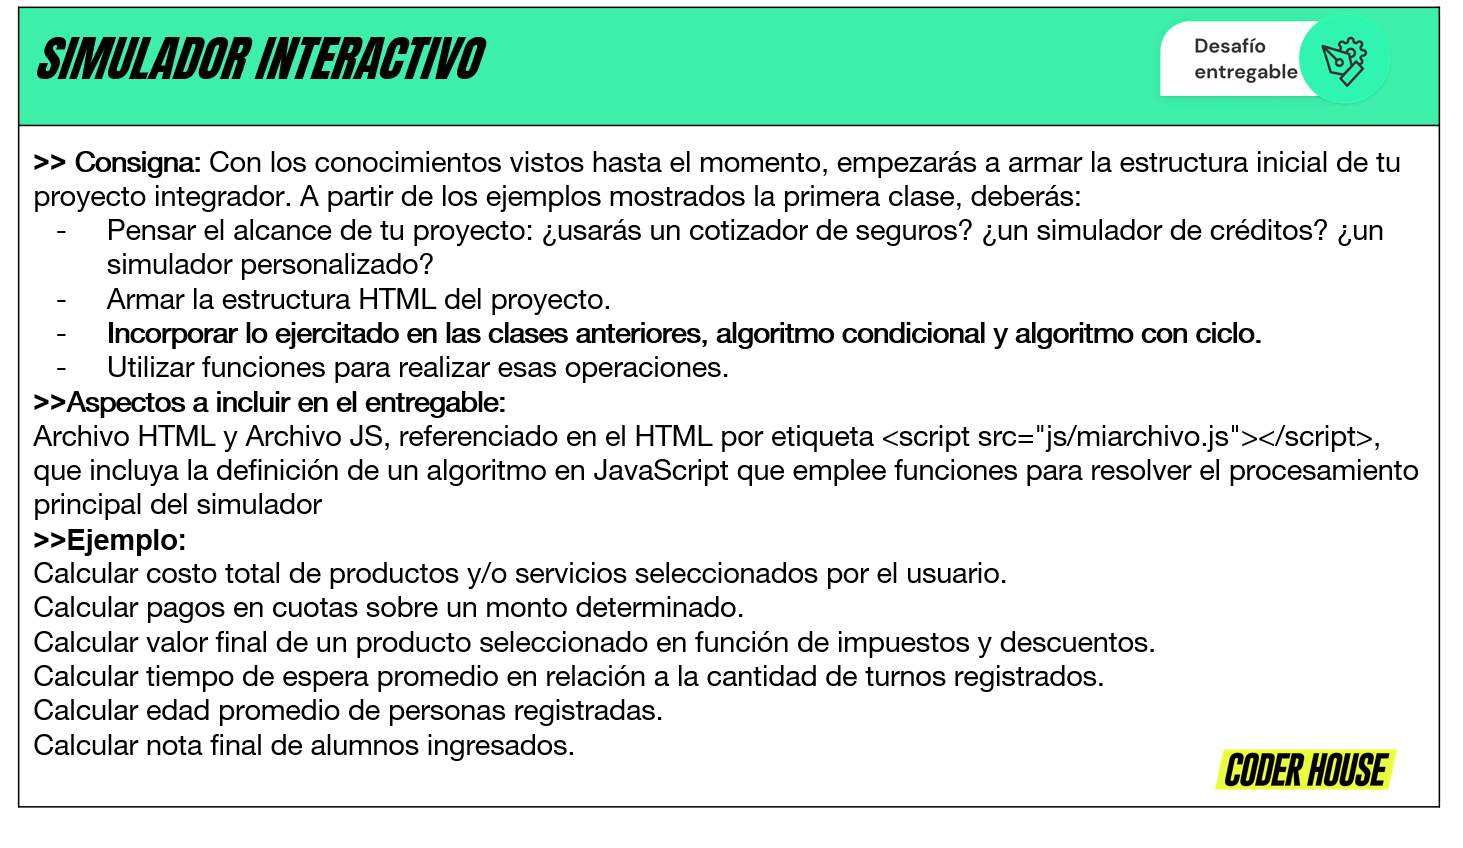 SIMULADOR INTERACTIVO
Desafío
entregable
>> Consigna: Con los conocimientos vistos hasta el momento, empezarás a armar la estructura inicial de tu
proyecto integrador. A partir de los ejemplos mostrados la primera clase, deberás:
- Pensar el alcance de tu proyecto: ¿usarás un cotizador de seguros? ¿un simulador de créditos? ¿un
simulador personalizado?
- Armar la estructura HTML del proyecto.
- Incorporar lo ejercitado en las clases anteriores, algoritmo condicional y algoritmo con ciclo.
- Utilizar funciones para realizar esas operaciones.
>>Aspectos a incluir en el entregable:
Archivo HTML y Archivo JS, referenciado en el HTML por etiqueta <script src="js/miarchivo.js"></script>,
que incluya la definición de un algoritmo en JavaScript que emplee funciones para resolver el procesamiento
principal del simulador
>>Ejemplo:
Calcular costo total de productos y/o servicios seleccionados por el usuario.
Calcular pagos en cuotas sobre un monto determinado.
Calcular valor final de un producto seleccionado en función de impuestos y descuentos.
Calcular tiempo de espera promedio en relación a la cantidad de turnos registrados.
Calcular edad promedio de personas registradas.
Calcular nota final de alumnos ingresados.
CODER HOUSE